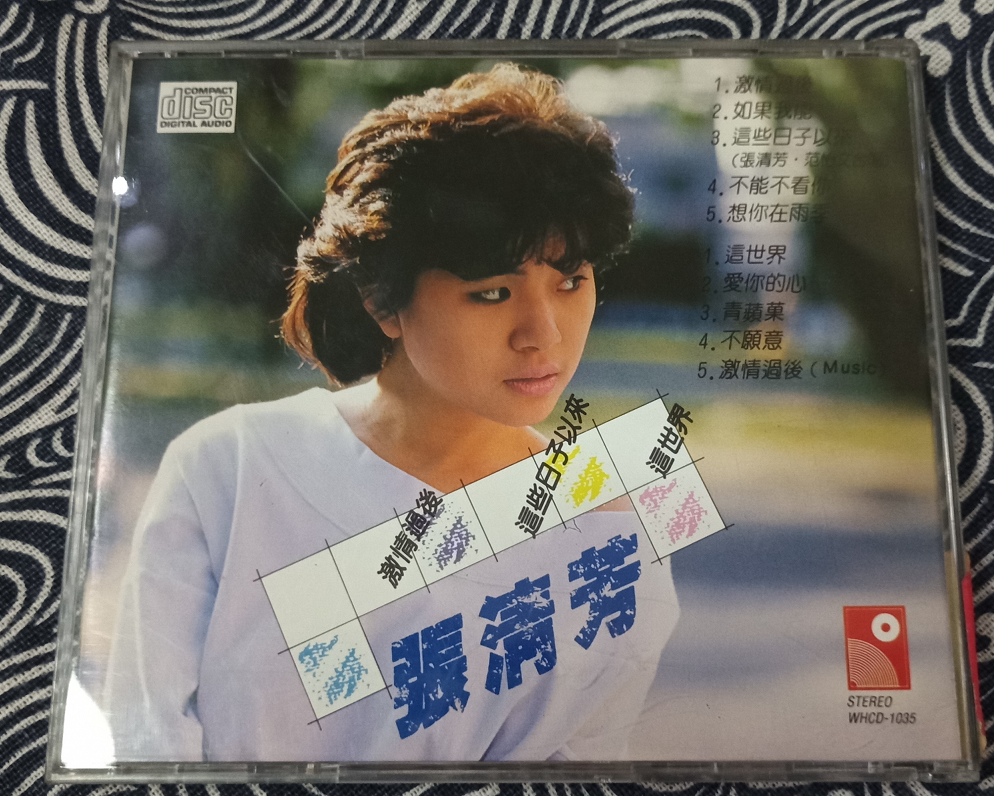 COMPACT
disc
DIGITAL AUDIO
1. 激情過
2. 如果我能
3. 這些日子以
(張清芳・范
4. 不能不看你
5. 想你在雨
1. 這世界
2. 愛你的心
3. 青蘋菓
4. 不願意
5. 激情過後 (Music
激情過後
這些日子以來
這世界
張清芳
STEREO
WHCD-1035